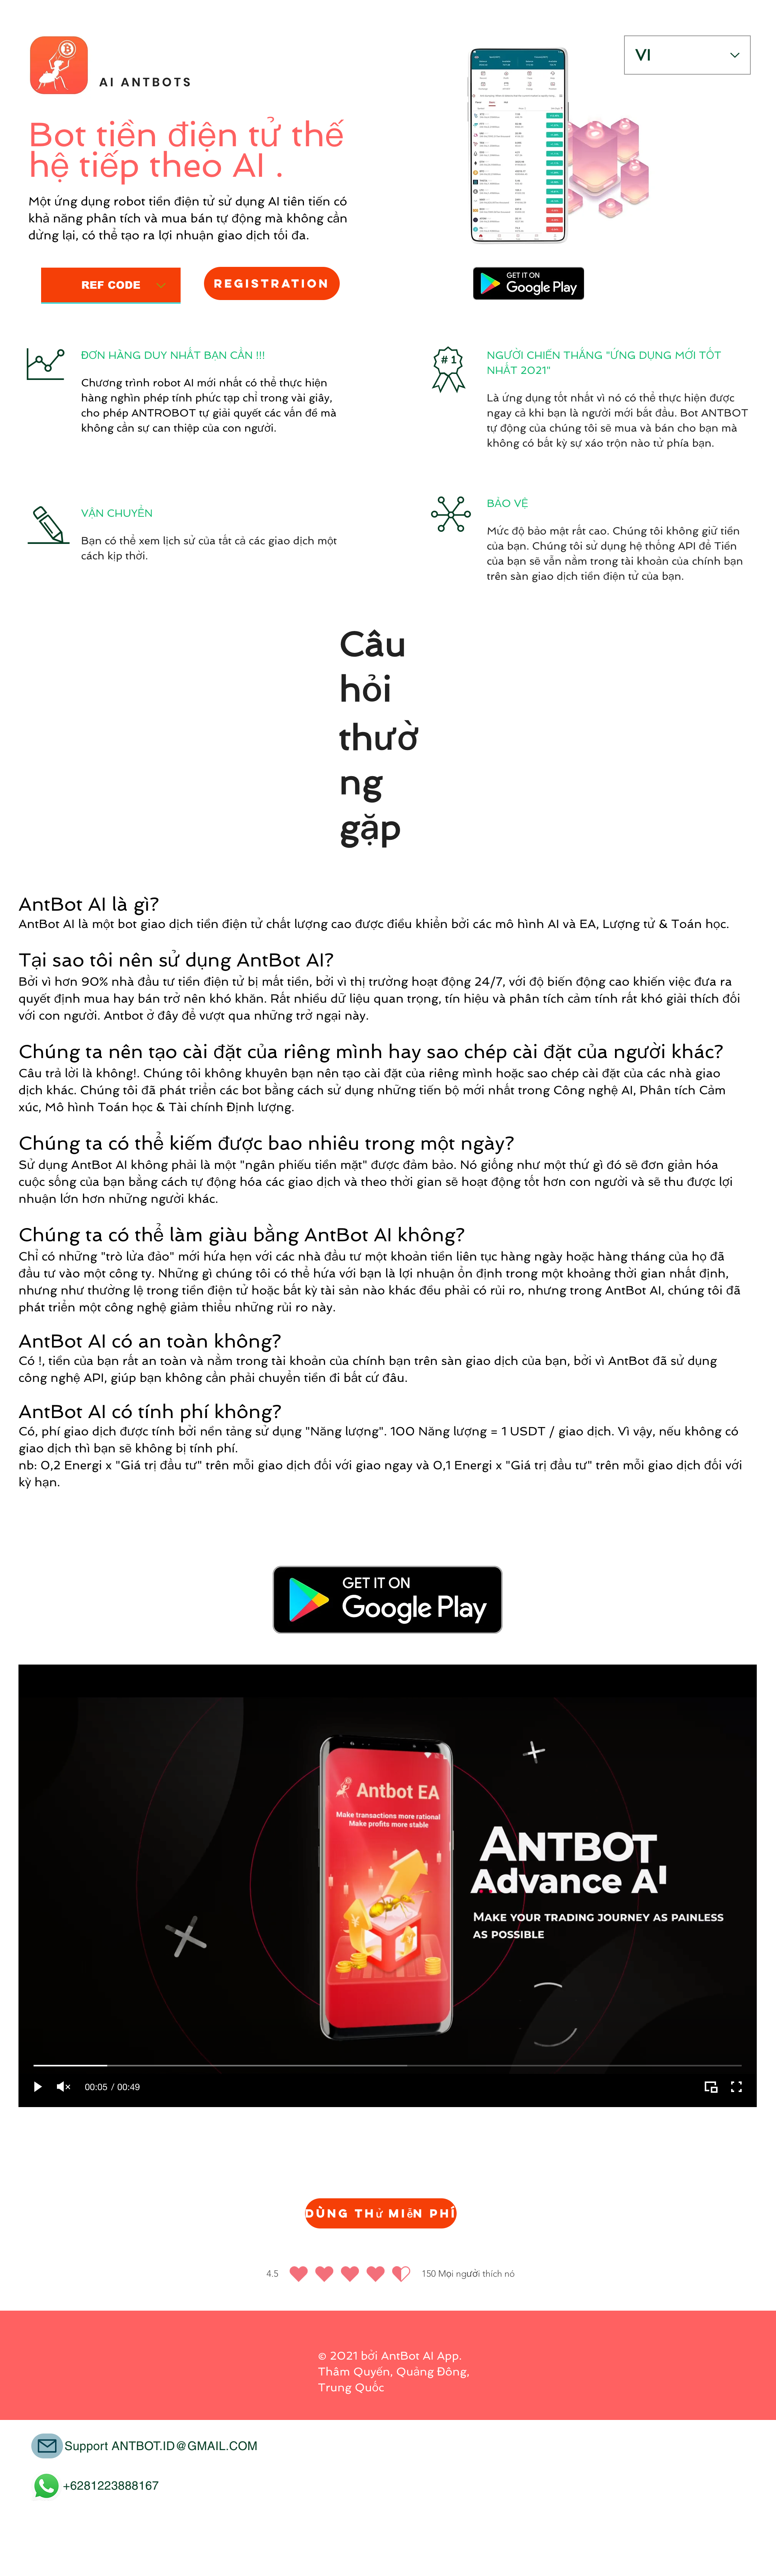 AI ANTBOTS
VI
Bot tiền điện tử thế
hệ tiếp theo AI .
Một ứng dụng robot tiền điện tử sử dụng AI tiên tiến có
khả năng phân tích và mua bán tự động mà không cần
dừng lại, có thể tạo ra lợi nhuận giao dịch tối đa.
REF CODE
REGISTRATION
GET IT ON
Google Play
ĐƠN HÀNG DUY NHẤT BẠN CẦN !!!
Chương trình robot AI mới nhất có thể thực hiện
hàng nghìn phép tính phức tạp chỉ trong vài giây,
cho phép ANTROBOT tự giải quyết các vấn đề mà
không cần sự can thiệp của con người.
# 1
NGƯỜI CHIẾN THẮNG "ỨNG DỤNG MỚI TỐT
NHẤT 2021"
Là ứng dụng tốt nhất vì nó có thể thực hiện được
ngay cả khi bạn là người mới bắt đầu. Bot ANTBOT
tự động của chúng tôi sẽ mua và bán cho bạn mà
không có bất kỳ sự xáo trộn nào từ phía bạn.
VẬN CHUYỂN
Bạn có thể xem lịch sử của tất cả các giao dịch một
cách kịp thời.
BẢO VỆ
Mức độ bảo mật rất cao. Chúng tôi không giữ tiền
của bạn. Chúng tôi sử dụng hệ thống API để Tiền
của bạn sẽ vẫn nằm trong tài khoản của chính bạn
trên sàn giao dịch tiền điện tử của bạn.
Câu
hỏi
thườ
ng
gặp
AntBot AI là gì?
AntBot AI là một bot giao dịch tiền điện tử chất lượng cao được điều khiển bởi các mô hình AI và EA, Lượng tử & Toán học.
Tại sao tôi nên sử dụng AntBot AI?
Bởi vì hơn 90% nhà đầu tư tiền điện tử bị mất tiền, bởi vì thị trường hoạt động 24/7, với độ biến động cao khiến việc đưa ra
quyết định mua hay bán trở nên khó khăn. Rất nhiều dữ liệu quan trọng, tín hiệu và phân tích cảm tính rất khó giải thích đối
với con người. Antbot ở đây để vượt qua những trở ngại này.
Chúng ta nên tạo cài đặt của riêng mình hay sao chép cài đặt của người khác?
Câu trả lời là không!. Chúng tôi không khuyên bạn nên tạo cài đặt của riêng mình hoặc sao chép cài đặt của các nhà giao
dịch khác. Chúng tôi đã phát triển các bot bằng cách sử dụng những tiến bộ mới nhất trong Công nghệ AI, Phân tích Cảm
xúc, Mô hình Toán học & Tài chính Định lượng.
Chúng ta có thể kiếm được bao nhiêu trong một ngày?
Sử dụng AntBot AI không phải là một "ngân phiếu tiền mặt" được đảm bảo. Nó giống như một thứ gì đó sẽ đơn giản hóa
cuộc sống của bạn bằng cách tự động hóa các giao dịch và theo thời gian sẽ hoạt động tốt hơn con người và sẽ thu được lợi
nhuận lớn hơn những người khác.
Chúng ta có thể làm giàu bằng AntBot AI không?
Chỉ có những "trò lừa đảo" mới hứa hẹn với các nhà đầu tư một khoản tiền liên tục hàng ngày hoặc hàng tháng của họ đã
đầu tư vào một công ty. Những gì chúng tôi có thể hứa với bạn là lợi nhuận ổn định trong một khoảng thời gian nhất định,
nhưng như thường lệ trong tiền điện tử hoặc bất kỳ tài sản nào khác đều phải có rủi ro, nhưng trong AntBot AI, chúng tôi đã
phát triển một công nghệ giảm thiểu những rủi ro này.
AntBot AI có an toàn không?
Có !, tiền của bạn rất an toàn và nằm trong tài khoản của chính bạn trên sàn giao dịch của bạn, bởi vì AntBot đã sử dụng
công nghệ API, giúp bạn không cần phải chuyển tiền đi bất cứ đâu.
AntBot AI có tính phí không?
Có, phí giao dịch được tính bởi nền tảng sử dụng "Năng lượng". 100 Năng lượng = 1 USDT / giao dịch. Vì vậy, nếu không có
giao dịch thì bạn sẽ không bị tính phí.
nb: 0,2 Energi x "Giá trị đầu tư" trên mỗi giao dịch đối với giao ngay và 0,1 Energi x "Giá trị đầu tư" trên mỗi giao dịch đối với
kỳ hạn.
GET IT ON
Google Play
Antbot EA
Make transactions more rational
Make profits more stable
ANTBOT
Advance AI
MAKE YOUR TRADING JOURNEY AS PAINLESS
AS POSSIBLE
00:05 / 00:49
DÙNG THử MIễN PHÍ
4.5
150 Mọi người thích nó
© 2021 bởi AntBot AI App.
Thâm Quyến, Quảng Đông,
Trung Quốc
Support ANTBOT.ID@GMAIL.COM
+6281223888167